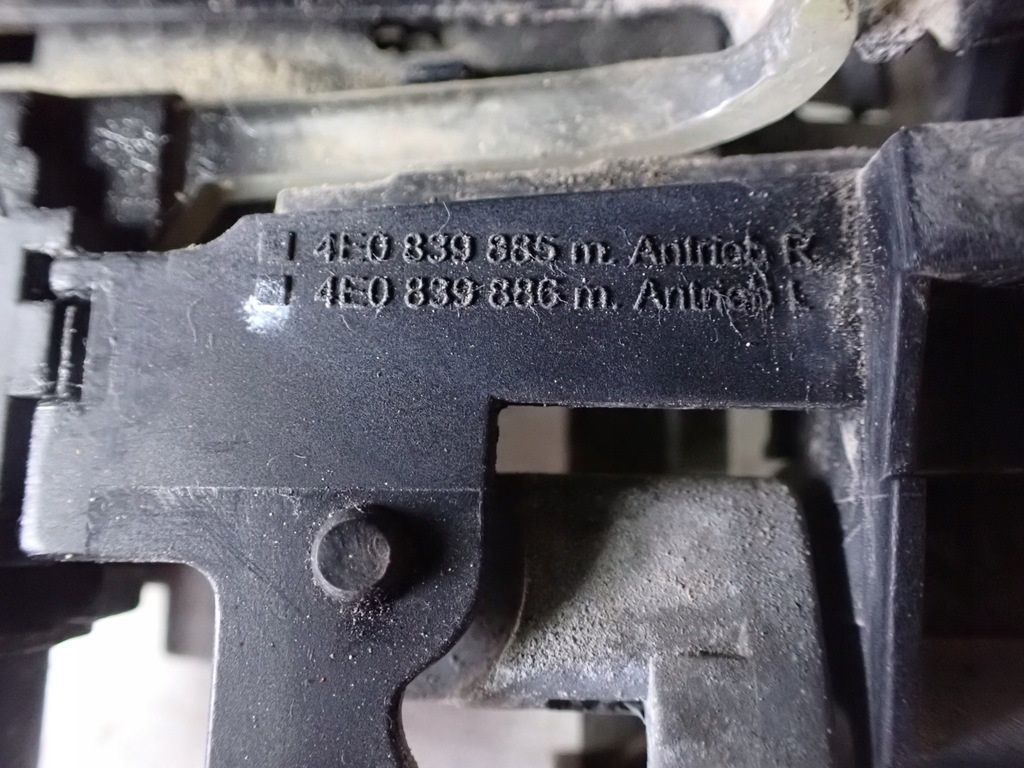 4E0 839 885 m. Antrieb R.
4E0 839 886 m. Antrieb L